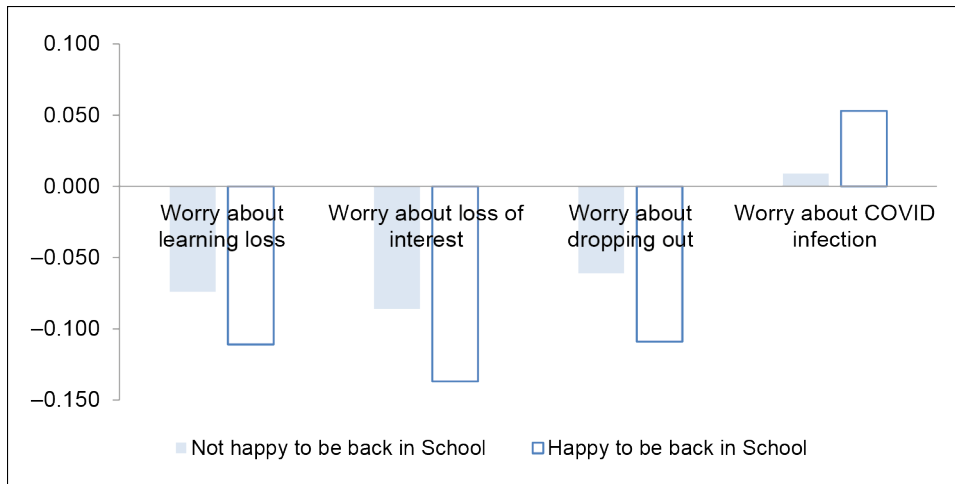 0.100
0.050
0.000
–0.050
–0.100
–0.150
Worry about
learning loss
Worry about loss of
interest
Worry about
dropping out
Worry about COVID
infection
Not happy to be back in School
Happy to be back in School